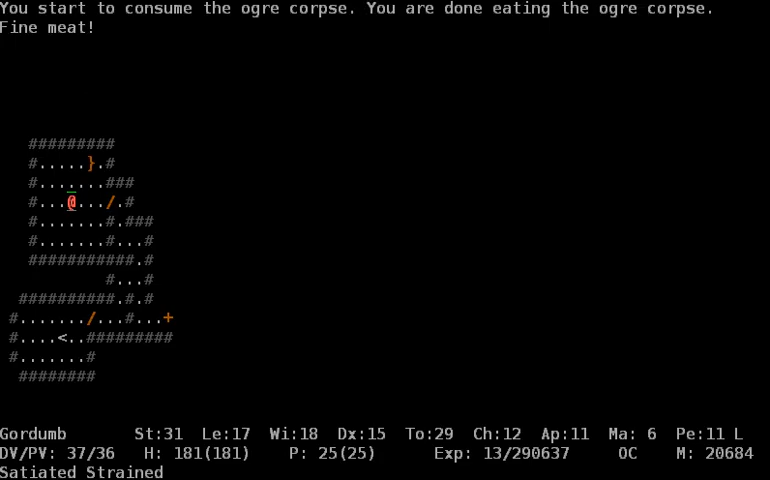 You start to consume the ogre corpse. You are done eating the ogre corpse.
Fine meat!
#########
#.....}.#
#.......###
#...@.../.#
#.......#.###
#.......#...#
###########.#
#...#
##########.#.#
#......./...#...+
#....<..#########
#.......#
########
Gordumb St:31 Le:17 Wi:18 Dx:15 To:29 Ch:12 Ap:11 Ma: 6 Pe:11 L
DV/PV: 37/36 H: 181(181) P: 25(25) Exp: 13/290637 OC M: 20684
Satiated Strained